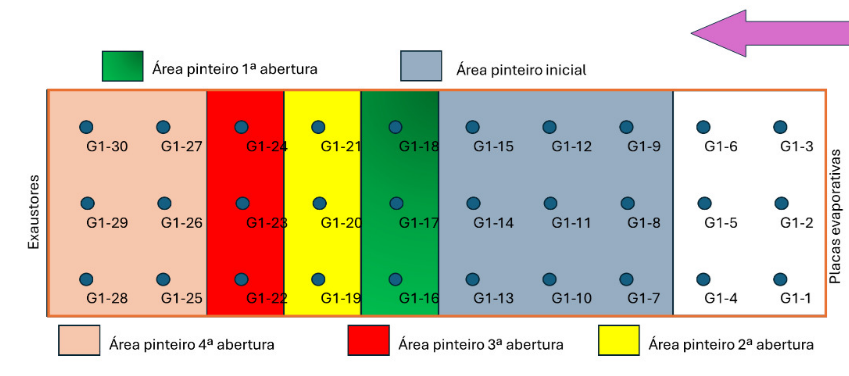 Área pinteiro 1ª abertura
Área pinteiro inicial
G1-30 G1-27 G1-24 G1-21 G1-18 G1-15 G1-12 G1-9 G1-6 G1-3
Exaustores
G1-29 G1-26 G1-23 G1-20 G1-17 G1-14 G1-11 G1-8 G1-5 G1-2
Placas evaporativas
G1-28 G1-25 G1-22 G1-19 G1-16 G1-13 G1-10 G1-7 G1-4 G1-1
Área pinteiro 4ª abertura
Área pinteiro 3ª abertura
Área pinteiro 2ª abertura